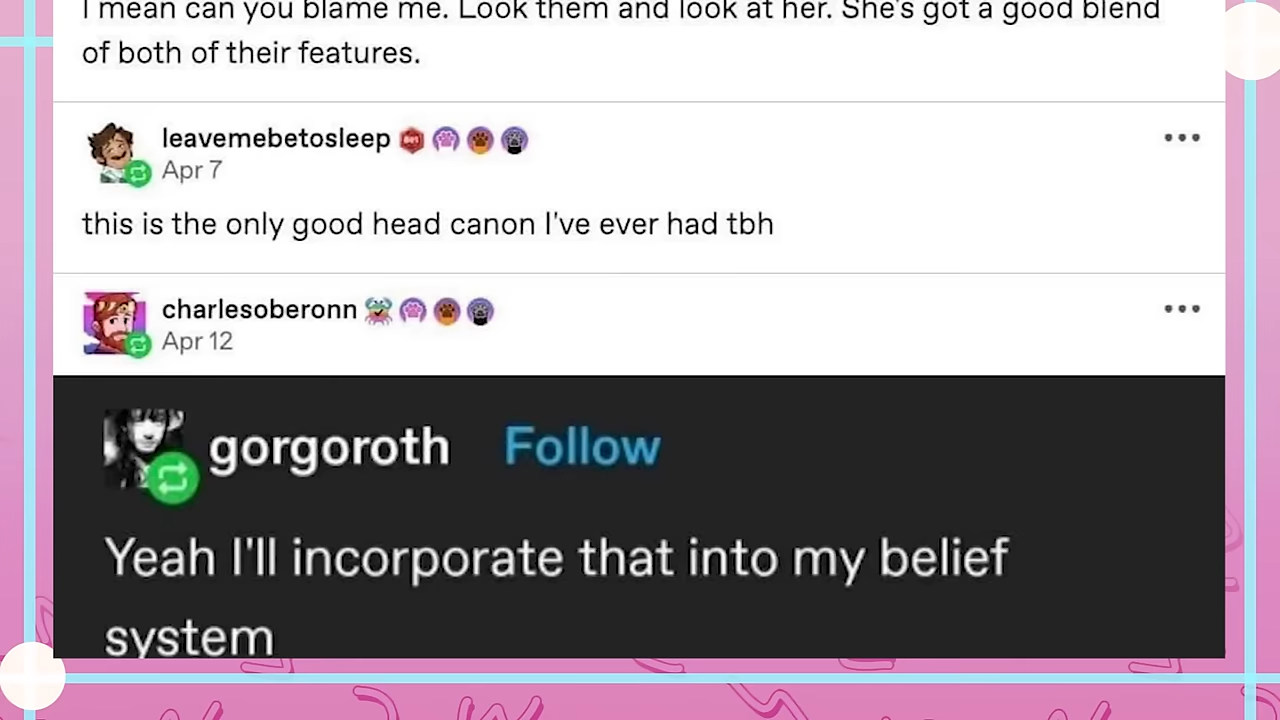 I mean can you blame me. Look them and look at her. She's got a good blend
of both of their features.
leavemebetosleep
Apr 7
this is the only good head canon I've ever had tbh
charlesoberonn
Apr 12
gorgoroth Follow
Yeah I'll incorporate that into my belief
system